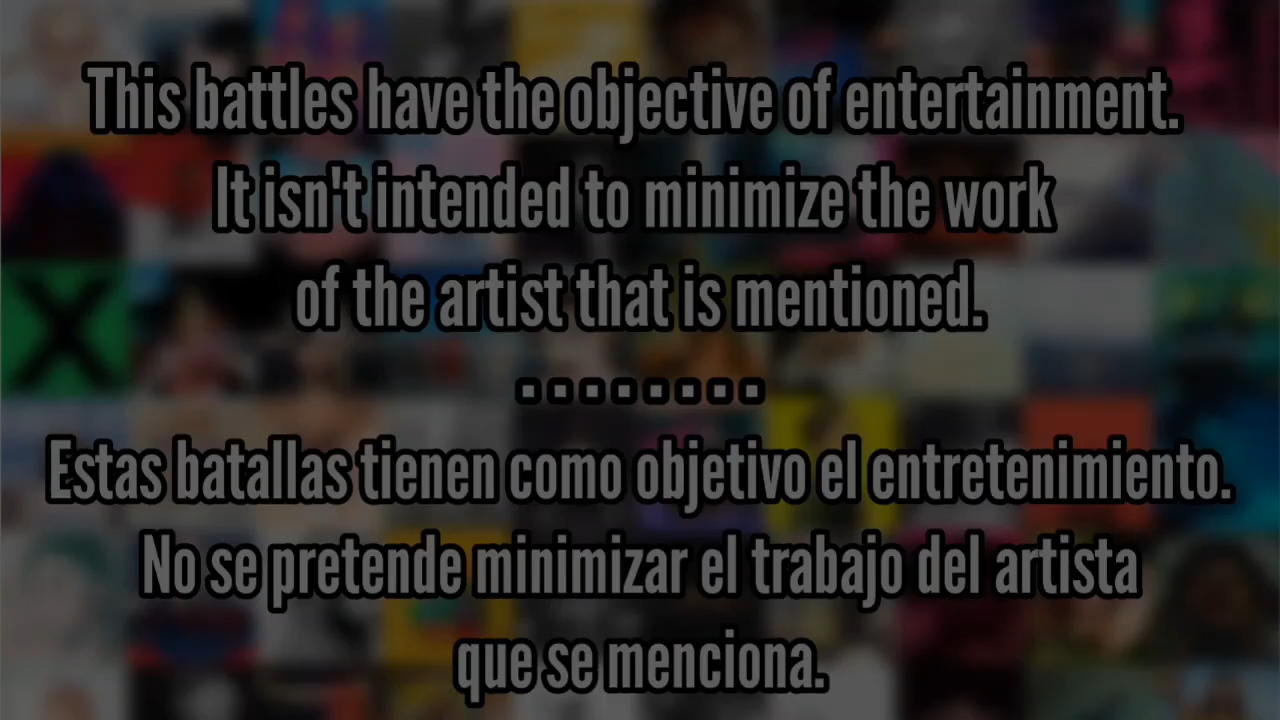 This battles have the objective of entertainment.
It isn't intended to minimize the work
of the artist that is mentioned.
........
Estas batallas tienen como objetivo el entretenimiento.
No se pretende minimizar el trabajo del artista
que se menciona.